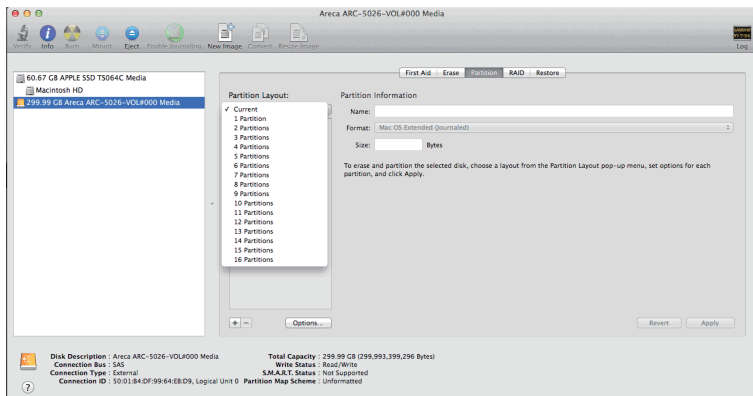 Areca ARC-5026-VOL#000 Media
Verify Info Burn Mount Eject Enable Journaling New Image Convert Resize Image Log
First Aid Erase Partition RAID Restore
60.67 GB APPLE SSD TS064C Media
Macintosh HD
299.99 GB Areca ARC-5026-VOL#000 Media
Partition Layout:
✓ Current
1 Partition
2 Partitions
3 Partitions
4 Partitions
5 Partitions
6 Partitions
7 Partitions
8 Partitions
9 Partitions
10 Partitions
11 Partitions
12 Partitions
13 Partitions
14 Partitions
15 Partitions
16 Partitions
+ − Options...
Partition Information
Name:
Format: Mac OS Extended (Journaled)
Size: Bytes
To erase and partition the selected disk, choose a layout from the Partition Layout pop-up menu, set options for each
partition, and click Apply.
Revert Apply
Disk Description : Areca ARC-5026-VOL#000 Media Total Capacity : 299.99 GB (299,993,399,296 Bytes)
Connection Bus : SAS Write Status : Read/Write
Connection Type : External S.M.A.R.T. Status : Not Supported
Connection ID : 50:01:B4:DF:99:64:EB:D9, Logical Unit 0 Partition Map Scheme : Unformatted
?